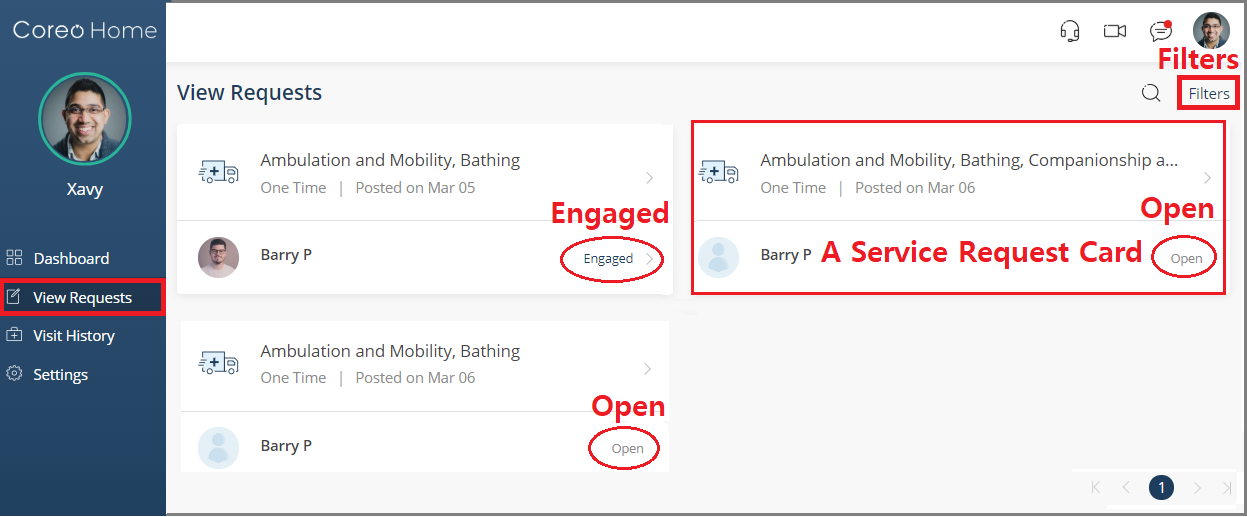 Coreo Home
Xavy
Dashboard
View Requests
Visit History
Settings
Filters
View Requests
Filters
Ambulation and Mobility, Bathing
One Time | Posted on Mar 05
Engaged
Barry P
Engaged
Ambulation and Mobility, Bathing, Companionship a...
One Time | Posted on Mar 06
Open
Barry P
A Service Request Card
Open
Ambulation and Mobility, Bathing
One Time | Posted on Mar 06
Open
Barry P
Open
1